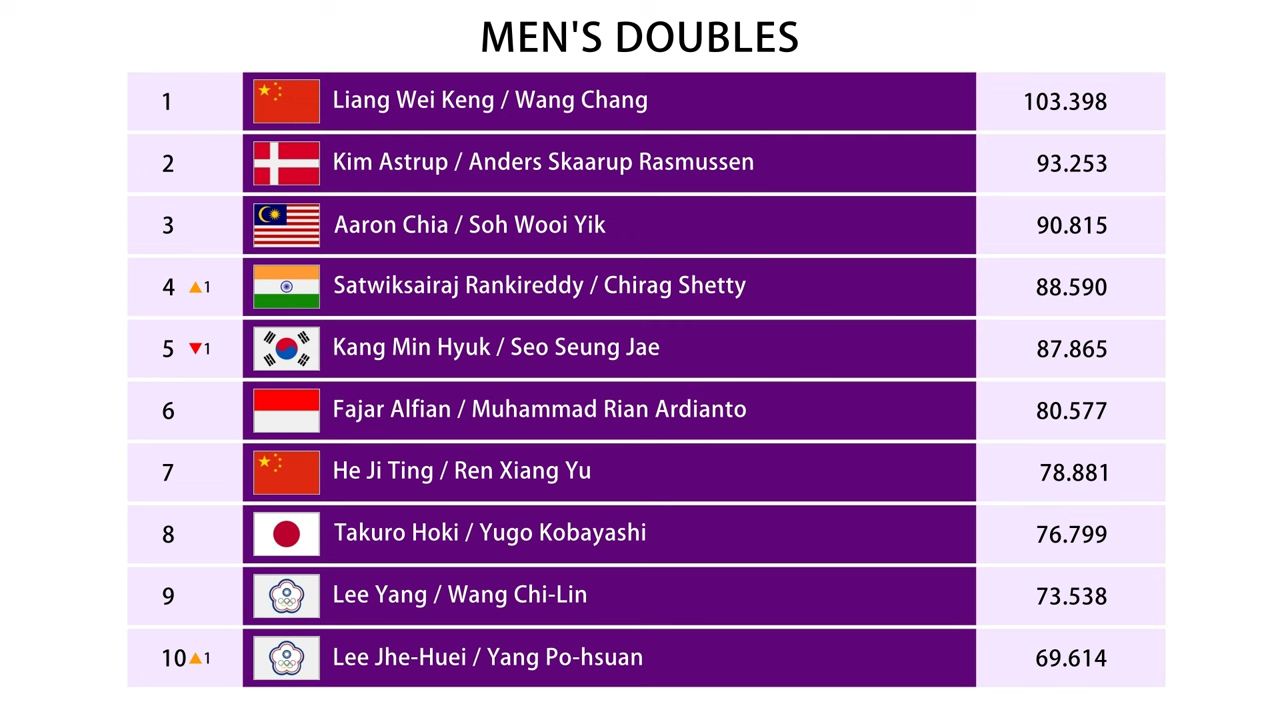 MEN'S DOUBLES
1 Liang Wei Keng / Wang Chang 103.398
2 Kim Astrup / Anders Skaarup Rasmussen 93.253
3 Aaron Chia / Soh Wooi Yik 90.815
4 ▲1 Satwiksairaj Rankireddy / Chirag Shetty 88.590
5 ▼1 Kang Min Hyuk / Seo Seung Jae 87.865
6 Fajar Alfian / Muhammad Rian Ardianto 80.577
7 He Ji Ting / Ren Xiang Yu 78.881
8 Takuro Hoki / Yugo Kobayashi 76.799
9 Lee Yang / Wang Chi-Lin 73.538
10 ▲1 Lee Jhe-Huei / Yang Po-hsuan 69.614